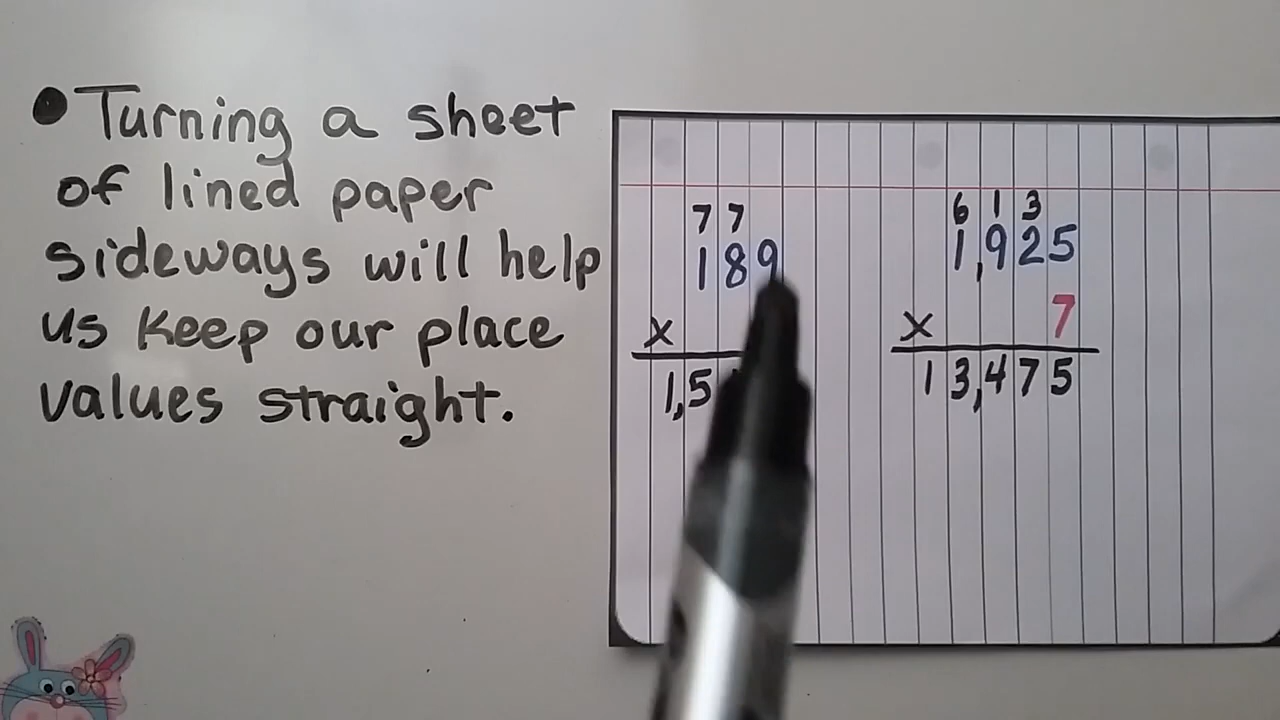 • Turning a sheet
of lined paper
sideways will help
us keep our place
values straight.
7 7
189
x
1,5
6 1 3
1,925
x 7
13,475